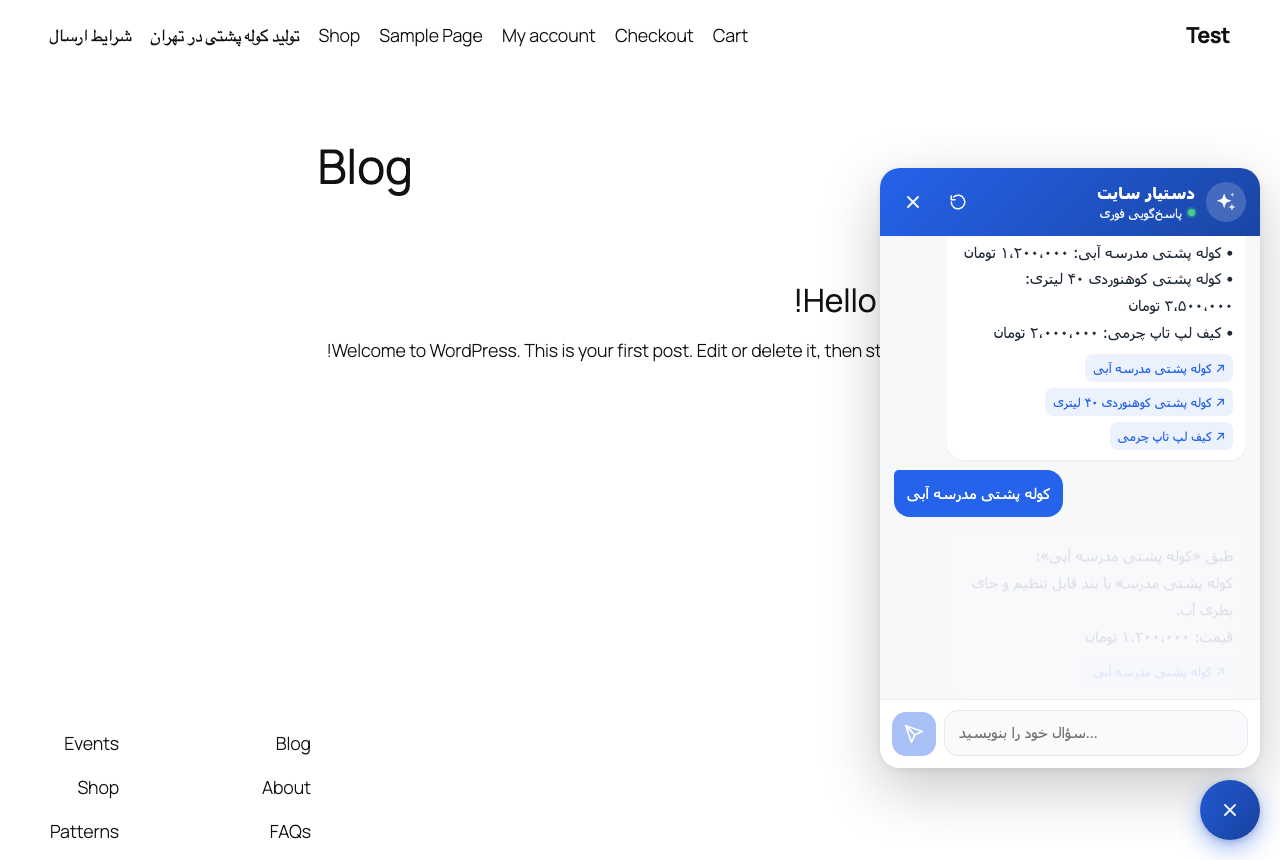 Test
شرایط ارسال
تولید کوله پشتی در تهران
Shop
Sample Page
My account
Checkout
Cart
Blog
!Hello
!Welcome to WordPress. This is your first post. Edit or delete it, then
دستیار سایت
پاسخ‌گویی فوری
• کوله پشتی مدرسه آبی: ۱،۲۰۰،۰۰۰ تومان
• کوله پشتی کوهنوردی ۴۰ لیتری:
۳،۵۰۰،۰۰۰ تومان
• کیف لپ تاپ چرمی: ۲،۰۰۰،۰۰۰ تومان
↗ کوله پشتی مدرسه آبی
↗ کوله پشتی کوهنوردی ۴۰ لیتری
↗ کیف لپ تاپ چرمی
کوله پشتی مدرسه آبی
طبق «کوله پشتی مدرسه آبی»:
کوله پشتی مدرسه با بند قابل تنظیم و جای
بطری آب.
قیمت: ۱،۲۰۰،۰۰۰ تومان
↗ کوله پشتی مدرسه آبی
سؤال خود را بنویسید...
Blog
About
FAQs
Events
Shop
Patterns